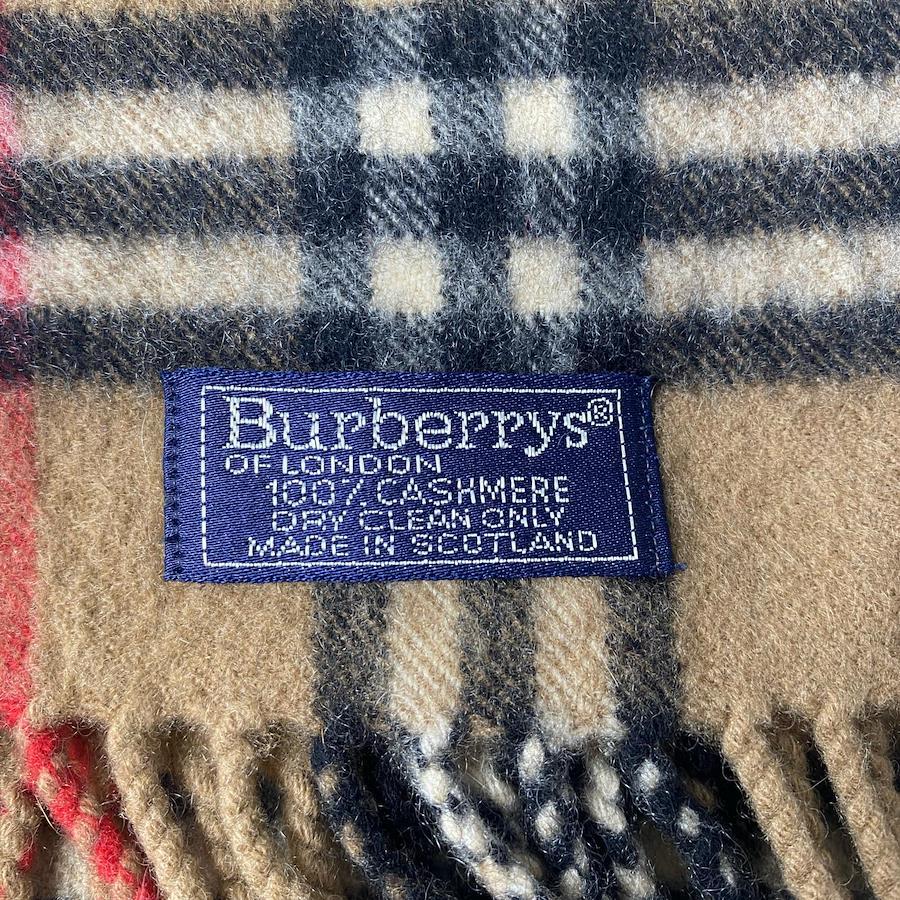 Burberrys®
OF LONDON
100% CASHMERE
DRY CLEAN ONLY
MADE IN SCOTLAND